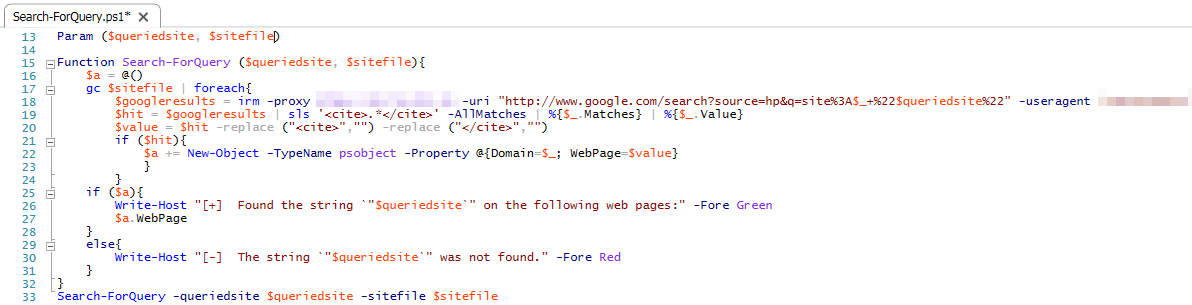 Search-ForQuery.ps1* X
13 Param ($queriedsite, $sitefile)
14
15 Function Search-ForQuery ($queriedsite, $sitefile){
16 $a = @()
17 gc $sitefile | foreach{
18 $googleresults = irm -proxy -uri "http://www.google.com/search?source=hp&q=site%3A$_+%22$queriedsite%22" -useragent
19 $hit = $googleresults | sls '<cite>.*</cite>' -AllMatches | %{$_.Matches} | %{$_.Value}
20 $value = $hit -replace ("<cite>","") -replace ("</cite>","")
21 if ($hit){
22 $a += New-Object -TypeName psobject -Property @{Domain=$_; WebPage=$value}
23 }
24 }
25 if ($a){
26 Write-Host "[+]  Found the string `"$queriedsite`" on the following web pages:" -Fore Green
27 $a.WebPage
28 }
29 else{
30 Write-Host "[-]  The string `"$queriedsite`" was not found." -Fore Red
31 }
32 }
33 Search-ForQuery -queriedsite $queriedsite -sitefile $sitefile